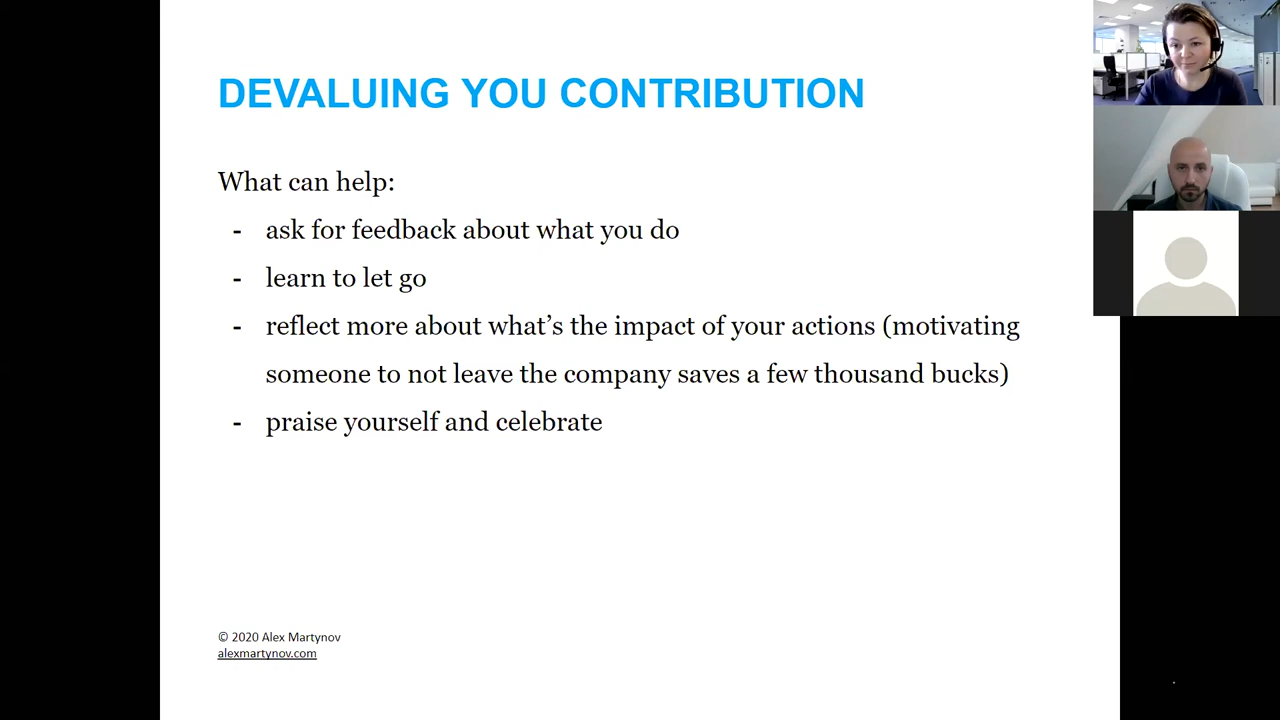 DEVALUING YOU CONTRIBUTION
What can help:
- ask for feedback about what you do
- learn to let go
- reflect more about what’s the impact of your actions (motivating
someone to not leave the company saves a few thousand bucks)
- praise yourself and celebrate
© 2020 Alex Martynov
alexmartynov.com